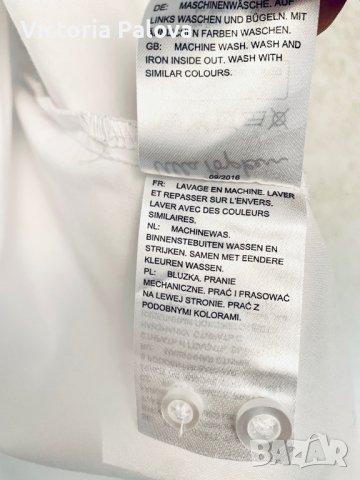 Victoria Palova
DE: MASCHINENWÄSCHE. AUF
LINKS WASCHEN UND BÜGELN. MIT
FARBEN WASCHEN.
GB: MACHINE WASH. WASH AND
IRON INSIDE OUT. WASH WITH
SIMILAR COLOURS.
Ulla Popken
09/2016
FR: LAVAGE EN MACHINE. LAVER
ET REPASSER SUR L'ENVERS.
LAVER AVEC DES COULEURS
SIMILAIRES.
NL: MACHINEWAS.
BINNENSTEBUITEN WASSEN EN
STRIJKEN. SAMEN MET EENDERE
KLEUREN WASSEN.
PL: BLUZKA. PRANIE
MECHANICZNE. PRAĆ I PRASOWAĆ
NA LEWEJ STRONIE. PRAĆ Z
PODOBNYMI KOLORAMI.
BAZAR